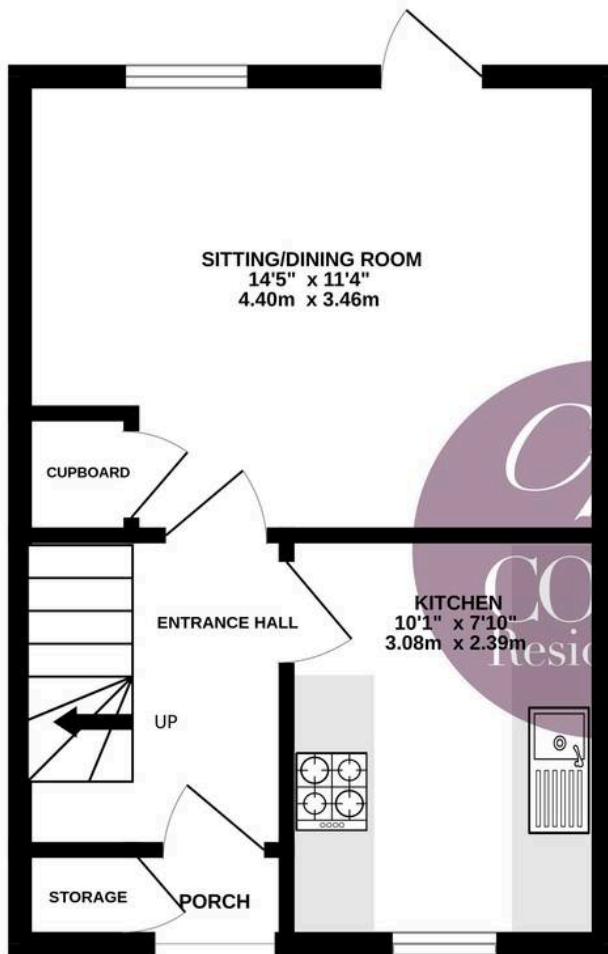 SITTING/DINING ROOM
14'5" x 11'4"
4.40m x 3.46m
CUPBOARD
ENTRANCE HALL
KITCHEN
10'1" x 7'10"
3.08m x 2.39m
UP
STORAGE
PORCH